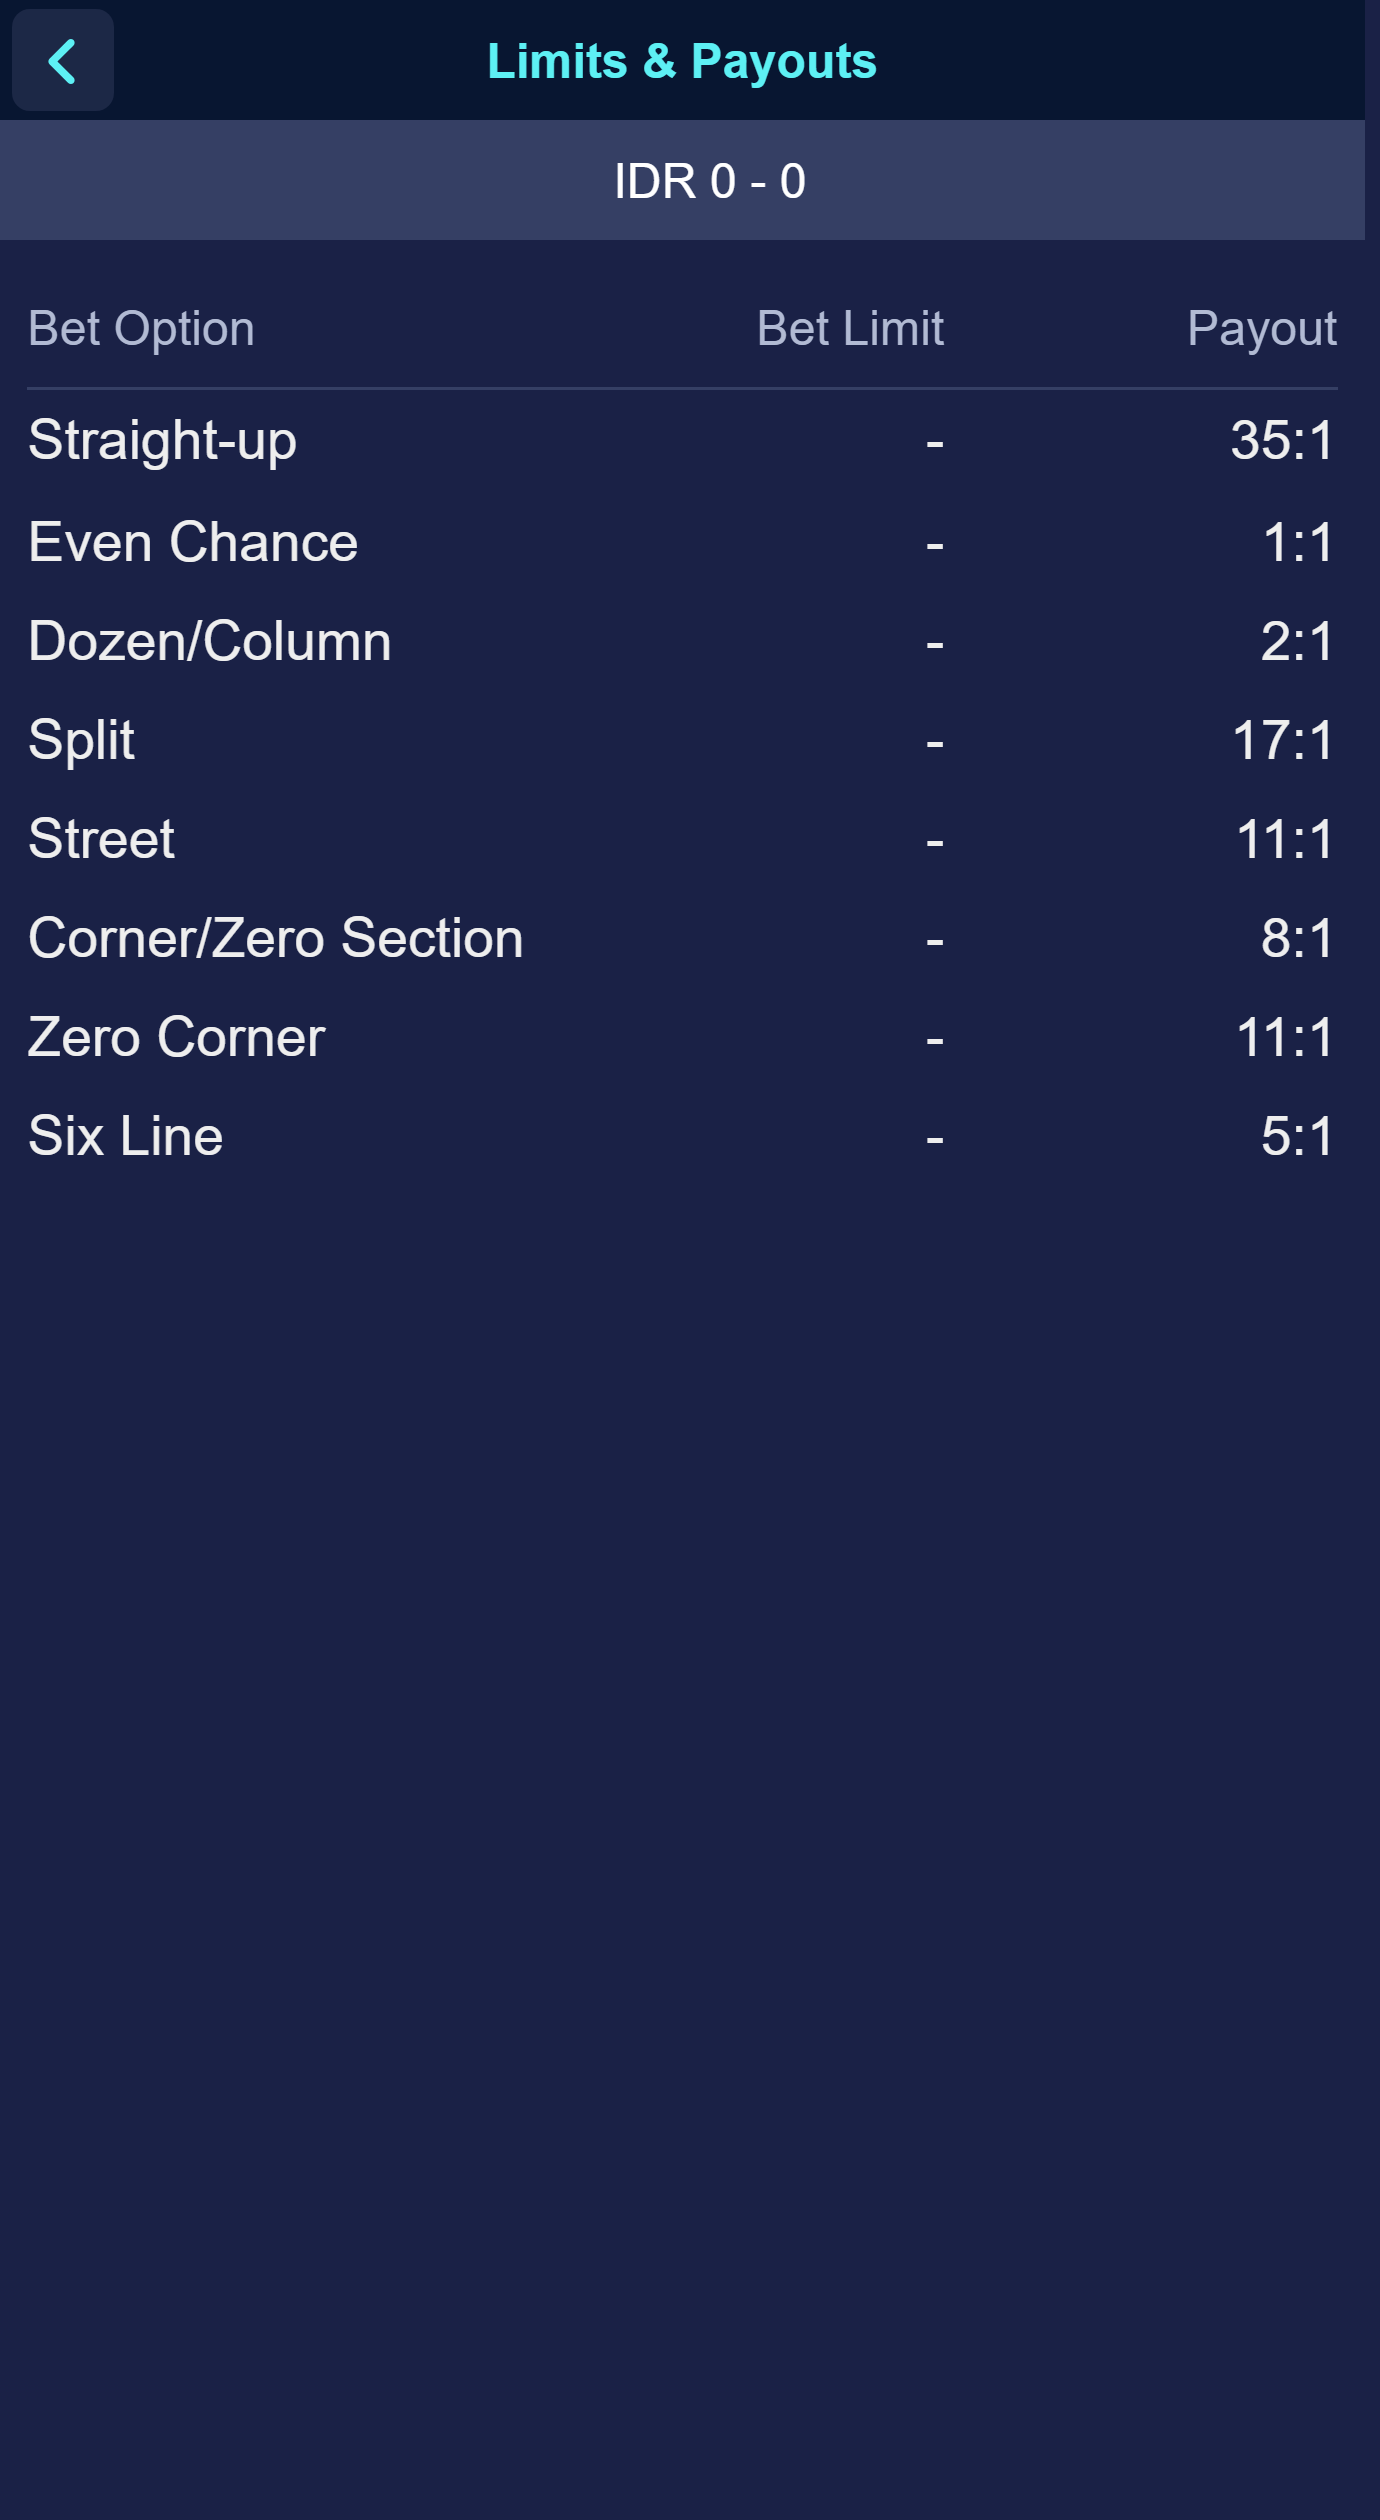 Limits & Payouts
IDR 0 - 0
Bet Option Bet Limit Payout
Straight-up - 35:1
Even Chance - 1:1
Dozen/Column - 2:1
Split - 17:1
Street - 11:1
Corner/Zero Section - 8:1
Zero Corner - 11:1
Six Line - 5:1